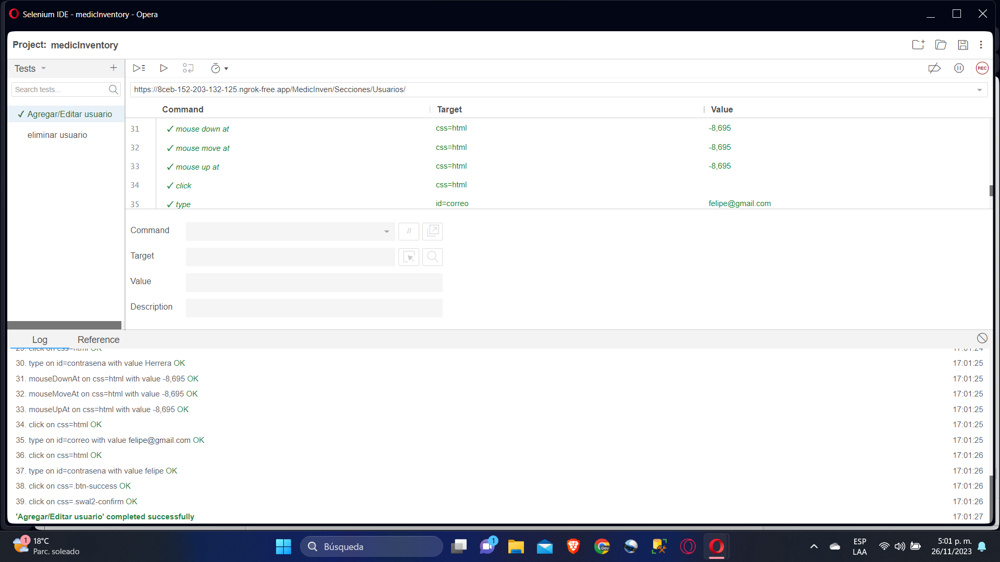 Selenium IDE - medicInventory - Opera
Project: medicInventory
Tests
Search tests...
✓ Agregar/Editar usuario
eliminar usuario
REC
https://8ceb-152-203-132-125.ngrok-free.app/MedicInven/Secciones/Usuarios/
Command Target Value
31 ✓ mouse down at css=html -8,695
32 ✓ mouse move at css=html -8,695
33 ✓ mouse up at css=html -8,695
34 ✓ click css=html
35 ✓ type id=correo felipe@gmail.com
Command //
Target
Value
Description
Log Reference
29. click on css=html OK 17:01:24
30. type on id=contrasena with value Herrera OK 17:01:25
31. mouseDownAt on css=html with value -8,695 OK 17:01:25
32. mouseMoveAt on css=html with value -8,695 OK 17:01:25
33. mouseUpAt on css=html with value -8,695 OK 17:01:25
34. click on css=html OK 17:01:25
35. type on id=correo with value felipe@gmail.com OK 17:01:25
36. click on css=html OK 17:01:26
37. type on id=contrasena with value felipe OK 17:01:26
38. click on css=.btn-success OK 17:01:26
39. click on css=.swal2-confirm OK 17:01:26
'Agregar/Editar usuario' completed successfully 17:01:27
1 18°C
Parc. soleado
Búsqueda
1
Dev
ESP
LAA
5:01 p. m.
26/11/2023